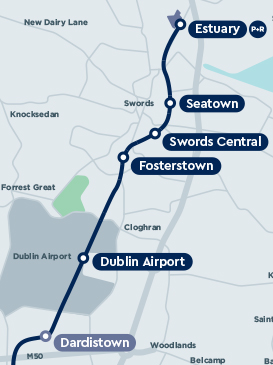 New Dairy Lane
Estuary P+R
Swords
Seatown
Knocksedan
Swords Central
Fosterstown
Forrest Great
Cloghran
Dublin Airport
Dublin Airport
Dardistown
M50
Woodlands
Belcamp